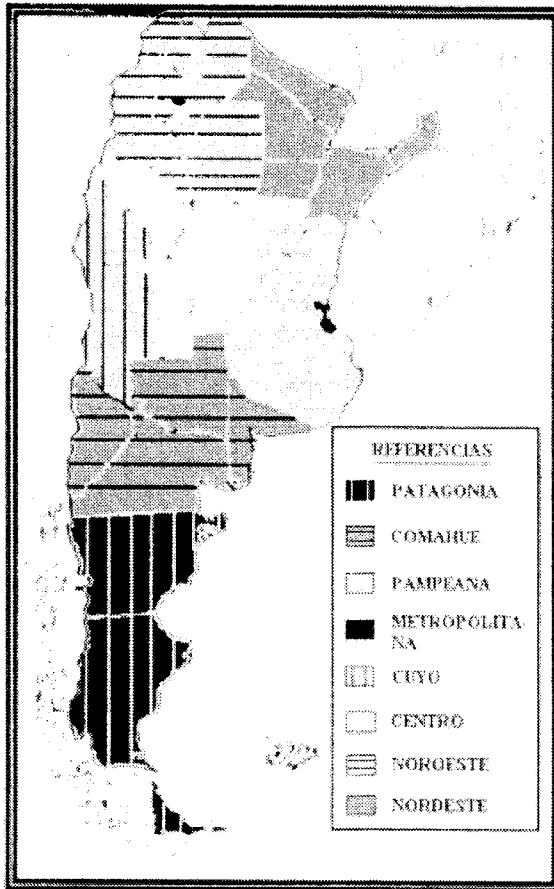 REFERENCIAS
PATAGONIA
COMAHUE
PAMPEANA
METROPOLITA-
NA
CUYO
CENTRO
NOROESTE
NORDESTE